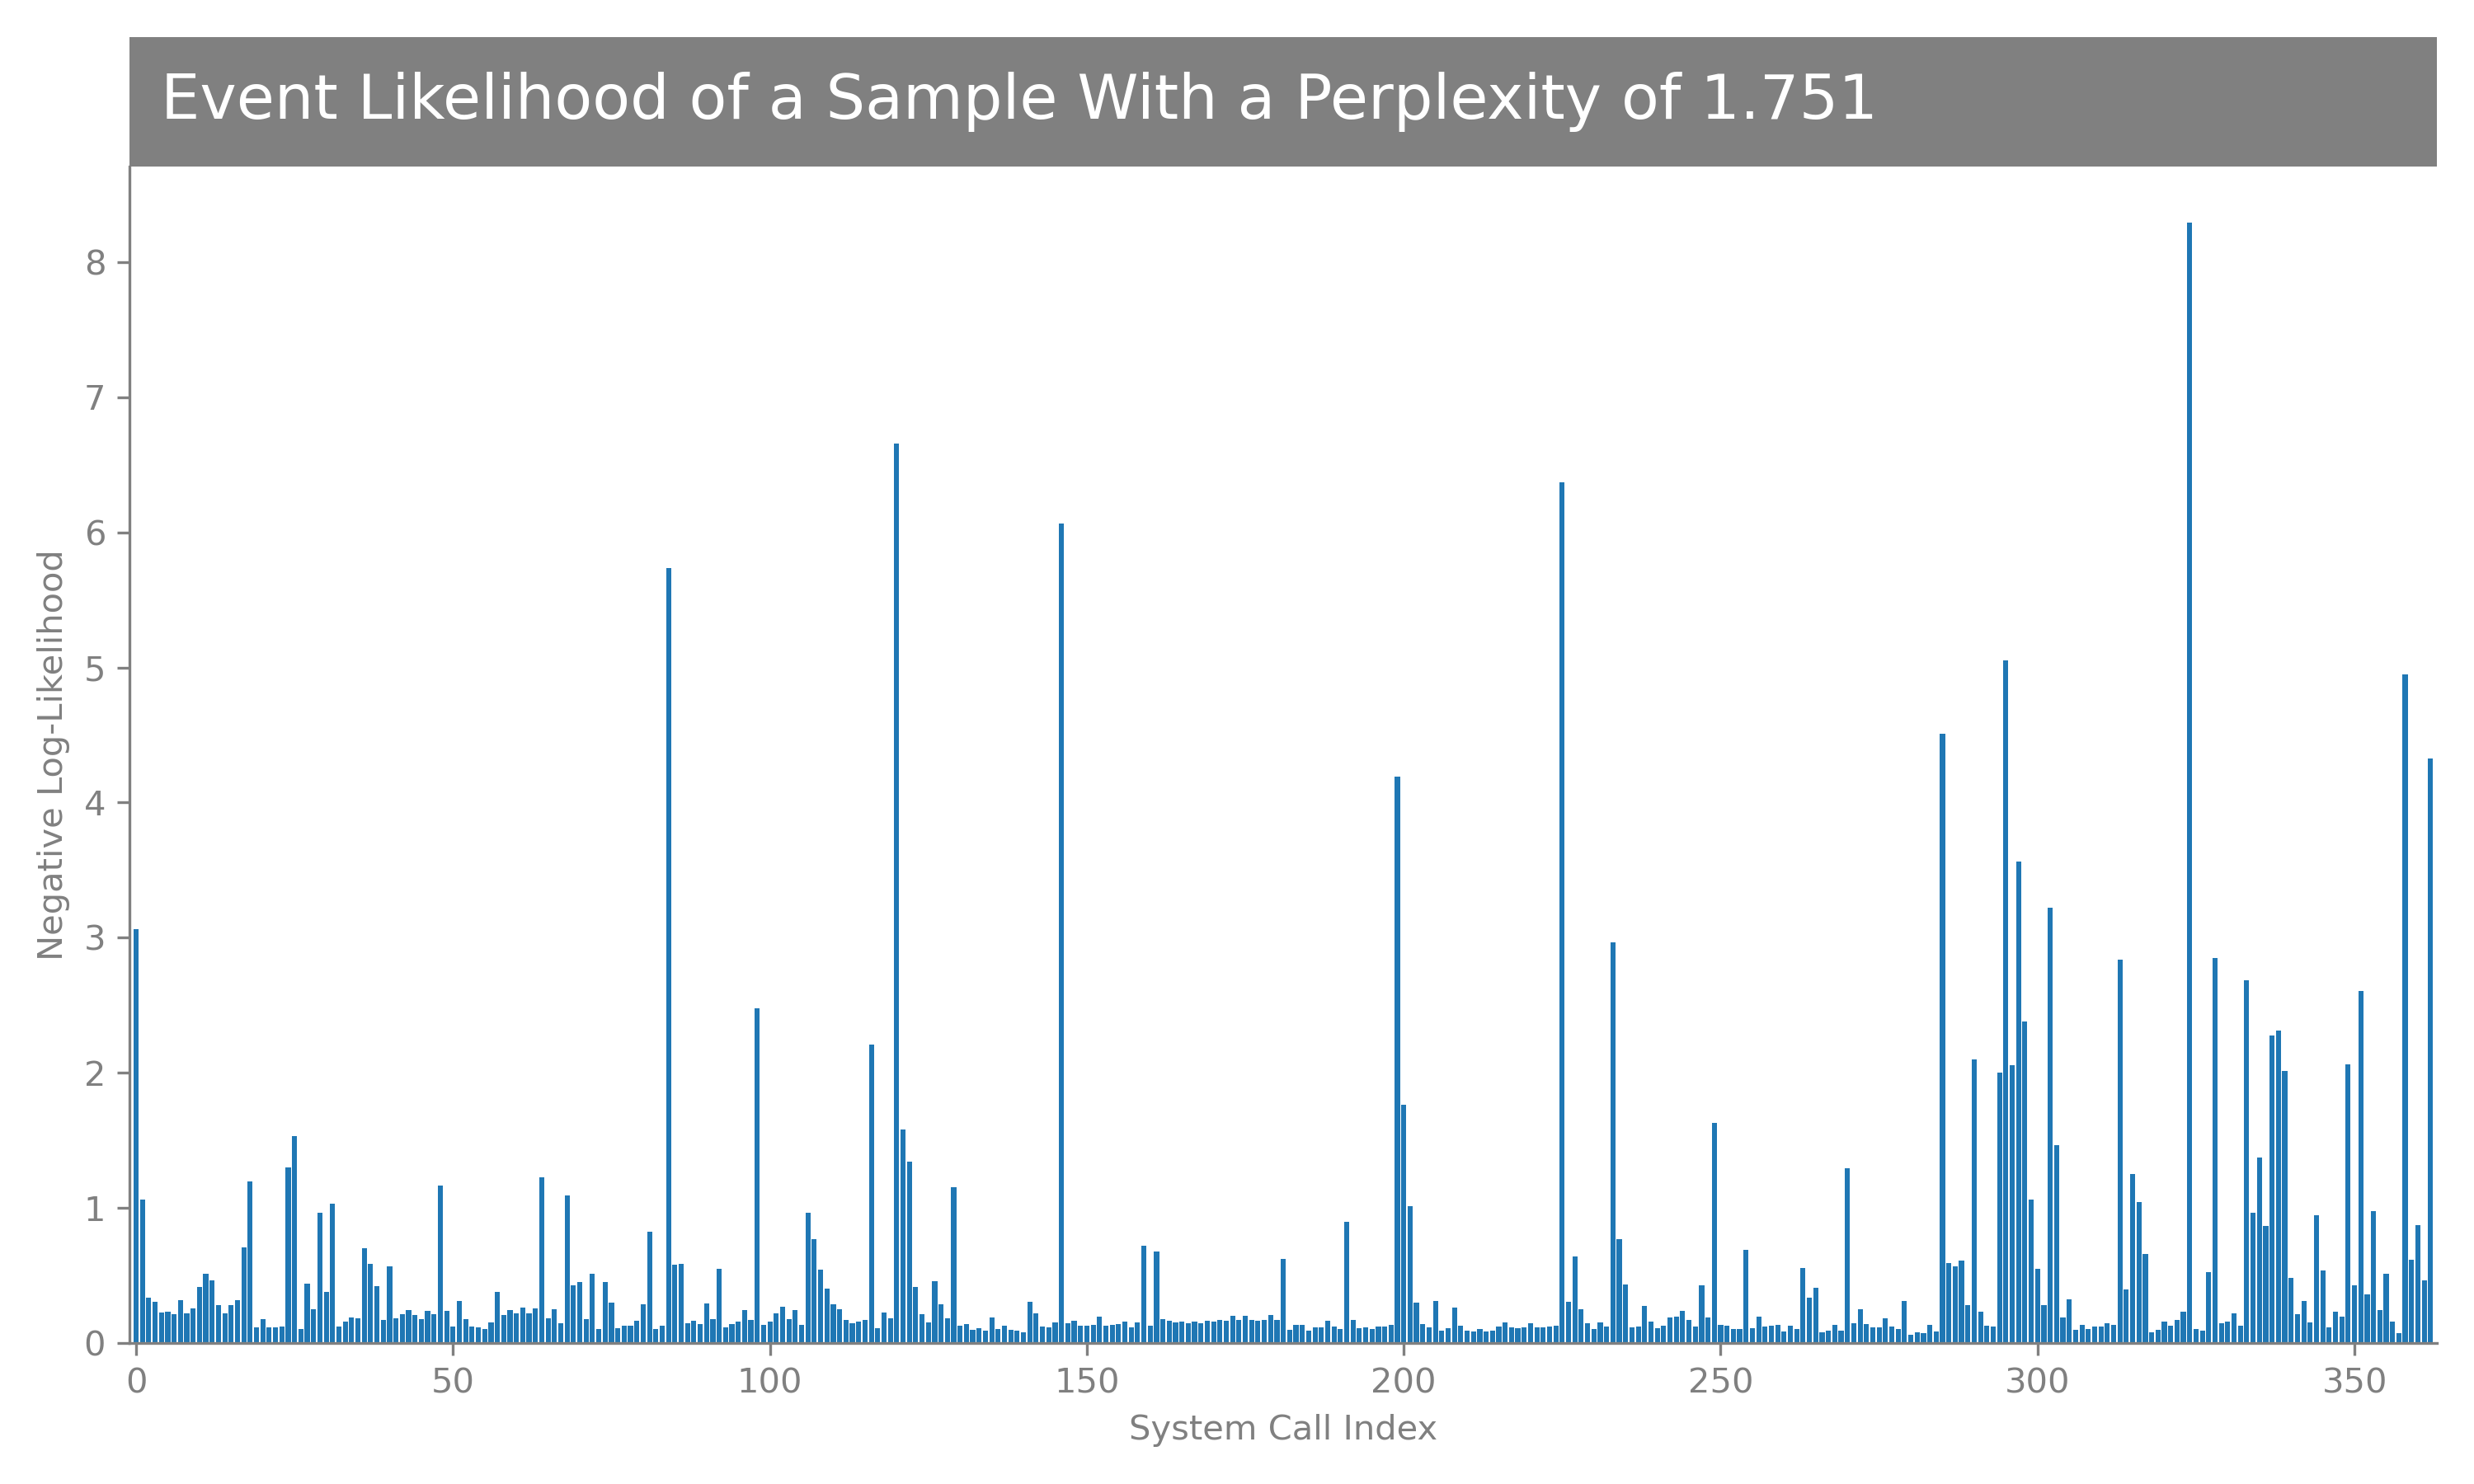 Event Likelihood of a Sample With a Perplexity of 1.751
8
7
6
5
4
3
2
1
0
Negative Log-Likelihood
0 50 100 150 200 250 300 350
System Call Index